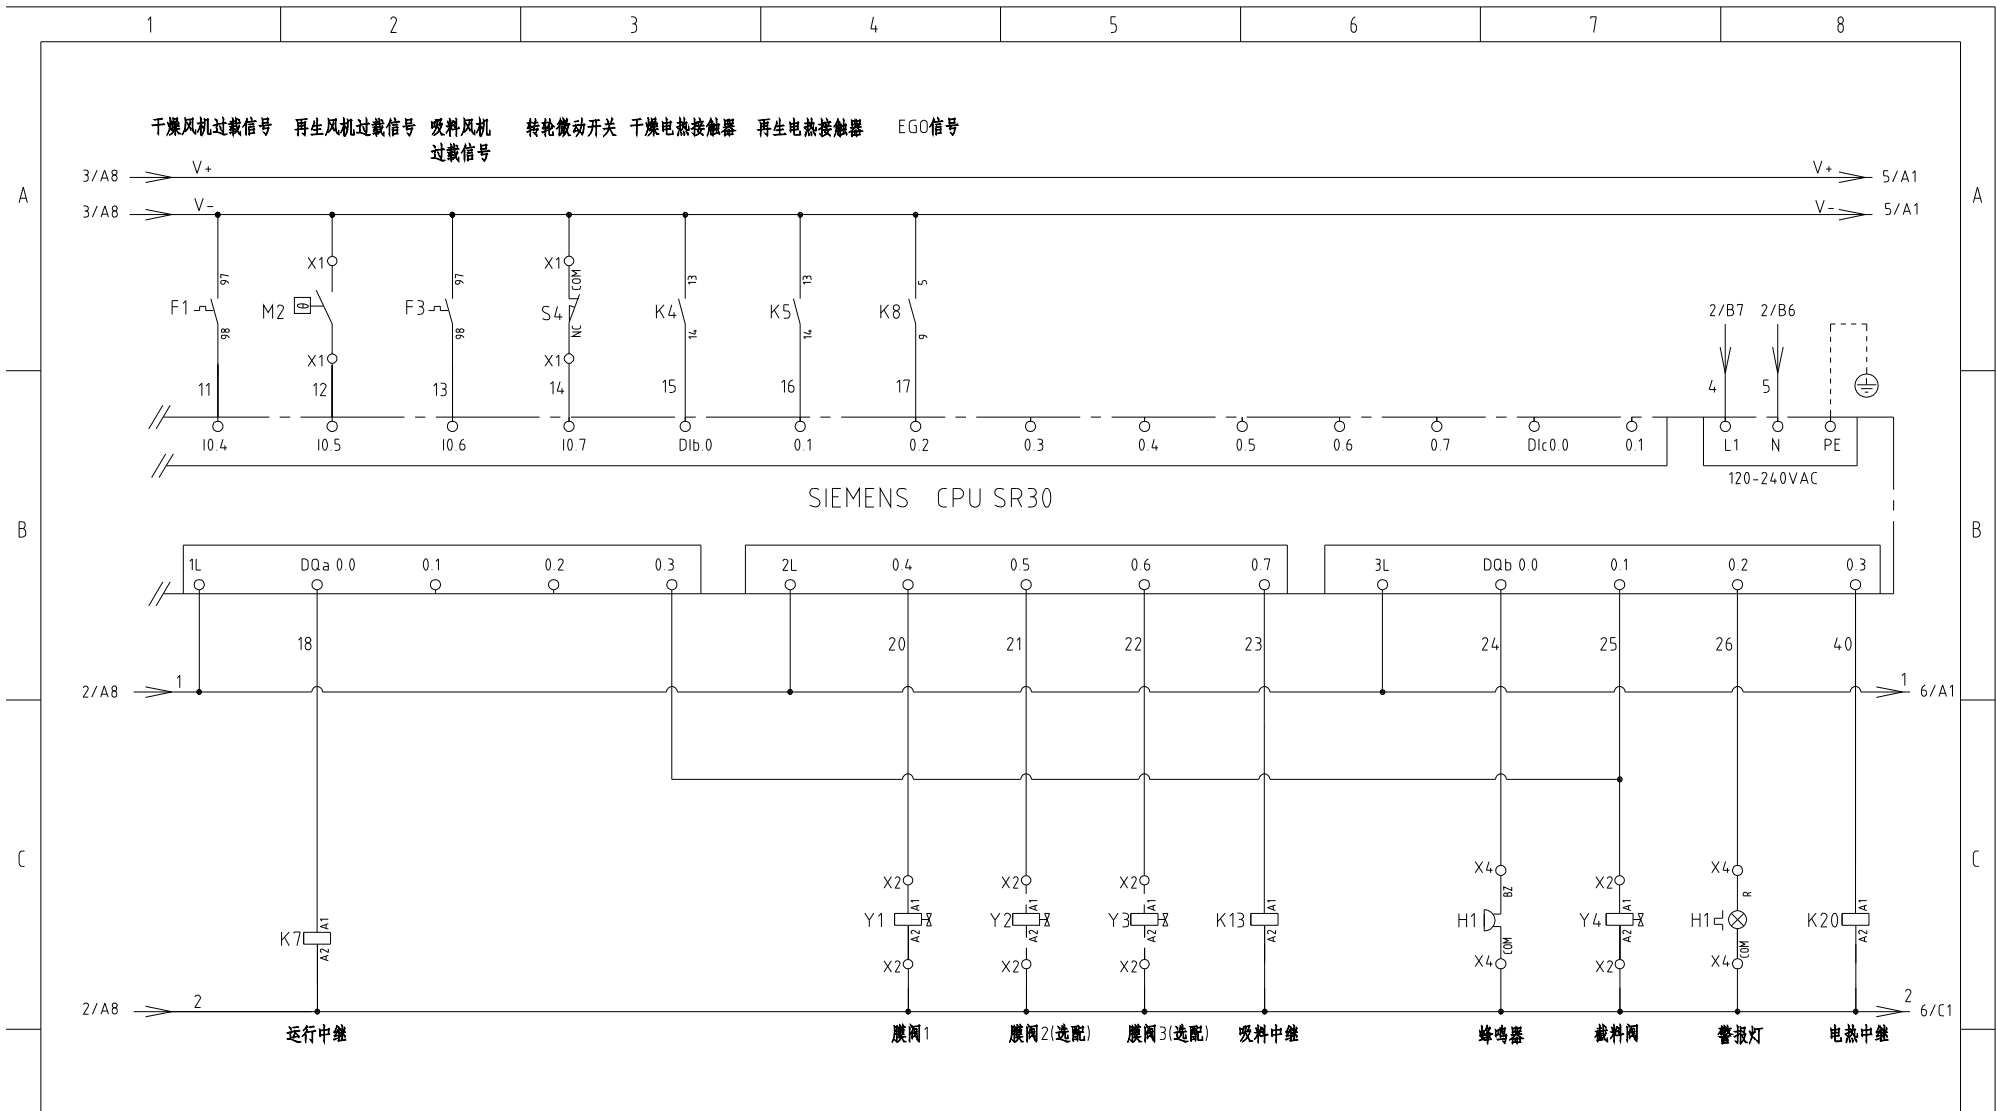 1 2 3 4 5 6 7 8
干燥风机过载信号 再生风机过载信号 吸料风机 转轮微动开关 干燥电热接触器 再生电热接触器 EGO信号
过载信号
3/A8 V+ V+ 5/A1
A A
3/A8 V- V- 5/A1
X1 X1
97 97 COM 13 13 5
F1 M2 θ F3 S4 K4 K5 K8 2/B7 2/B6
98 98 NC 14 14 9
X1 X1
11 12 13 14 15 16 17 4 5
I0.4 I0.5 I0.6 I0.7 DIb.0 0.1 0.2 0.3 0.4 0.5 0.6 0.7 DIc0.0 0.1 L1 N PE
120-240VAC
SIEMENS CPU SR30
B B
1L DQa 0.0 0.1 0.2 0.3 2L 0.4 0.5 0.6 0.7 3L DQb 0.0 0.1 0.2 0.3
18 20 21 22 23 24 25 26 40
2/A8 1 1 6/A1
C C
X2 X2 X2 X4 X2 X4
A1 A1 A1 A1 BZ A1 R A1
Y1 Y2 Y3 K13 H1 Y4 H1 K20
A2 A2 A2 A2 COM A2 COM A2
K7 A1 A2
X2 X2 X2 X4 X2 X4
2/A8 2 2 6/C1
运行中继 膜阀1 膜阀2(选配) 膜阀3(选配) 吸料中继 蜂鸣器 截料阀 警报灯 电热中继